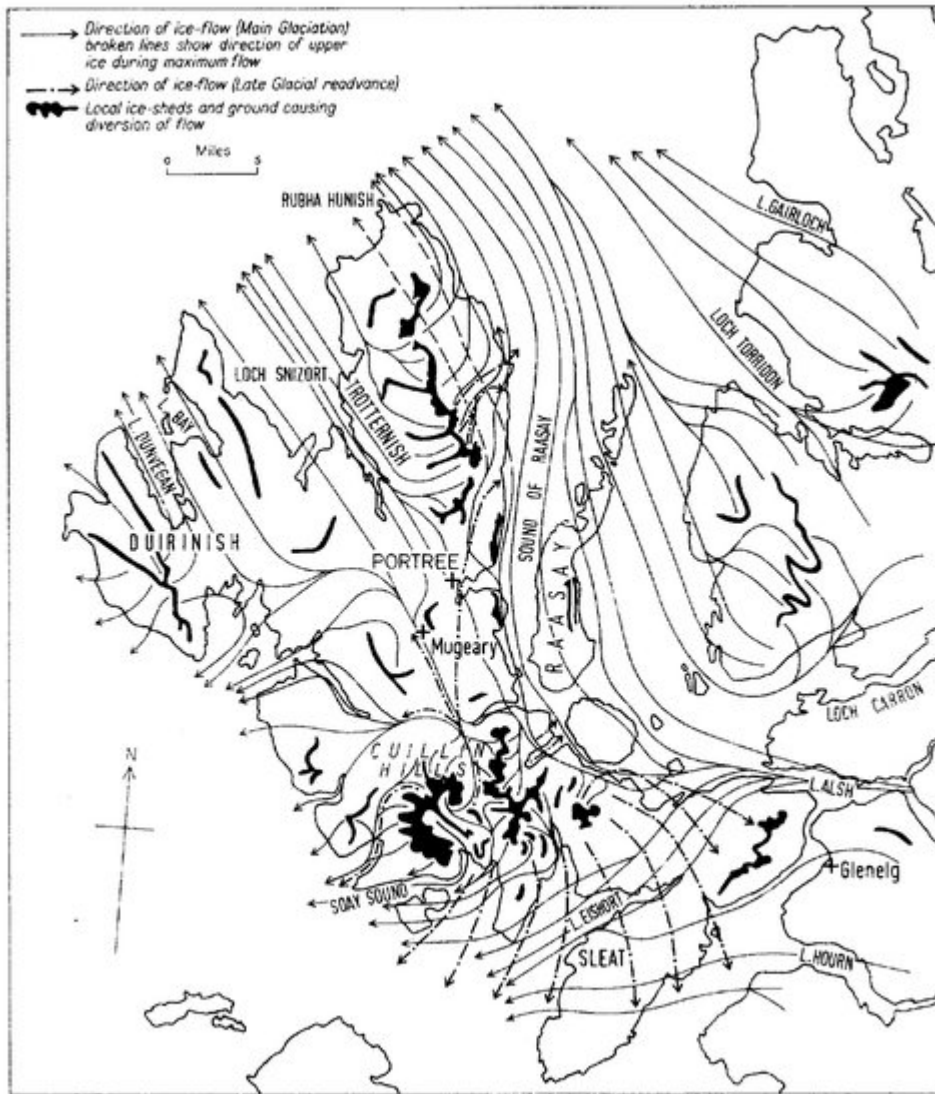 Direction of ice-flow (Main Glaciation)
broken lines show direction of upper
ice during maximum flow
Direction of ice-flow (Late Glacial readvance)
Local ice-sheds and ground causing
diversion of flow
Miles
0 5
RUBHA HUNISH
L. GAIRLOCH
LOCH TORRIDON
LOCH SNIZORT
TROTTERNISH
L. BAY
L. DUNVEGAN
SOUND OF RAASAY
DUIRINISH
PORTREE
RAASAY
Mugeary
LOCH CARRON
N
CUILLIN
HILLS
L. ALSH
Glenelg
SOAY SOUND
L. EISHORT
SLEAT
L. HOURN